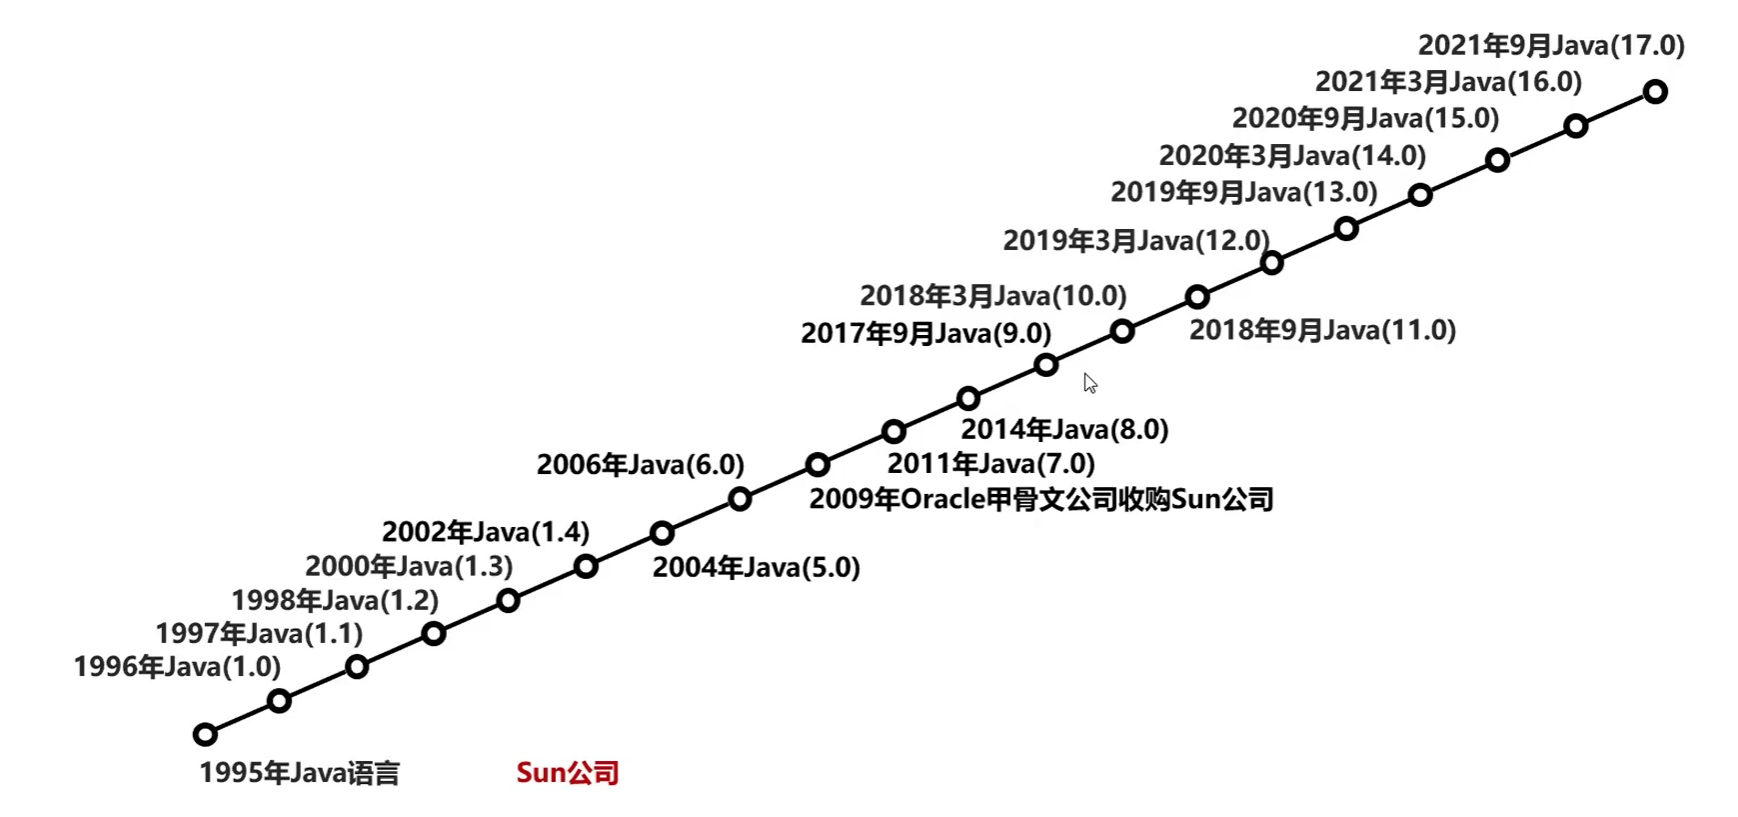 2021年9月Java(17.0)
2021年3月Java(16.0)
2020年9月Java(15.0)
2020年3月Java(14.0)
2019年9月Java(13.0)
2019年3月Java(12.0)
2018年3月Java(10.0)
2018年9月Java(11.0)
2017年9月Java(9.0)
2014年Java(8.0)
2006年Java(6.0)
2011年Java(7.0)
2009年Oracle甲骨文公司收购Sun公司
2002年Java(1.4)
2000年Java(1.3)
2004年Java(5.0)
1998年Java(1.2)
1997年Java(1.1)
1996年Java(1.0)
1995年Java语言
Sun公司